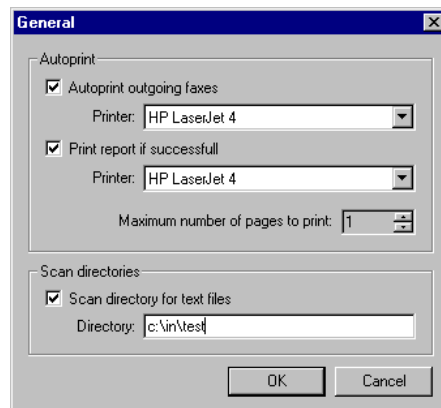 General
Autoprint
Autoprint outgoing faxes
Printer: HP LaserJet 4
Print report if successfull
Printer: HP LaserJet 4
Maximum number of pages to print: 1
Scan directories
Scan directory for text files
Directory: c:\in\test
OK Cancel